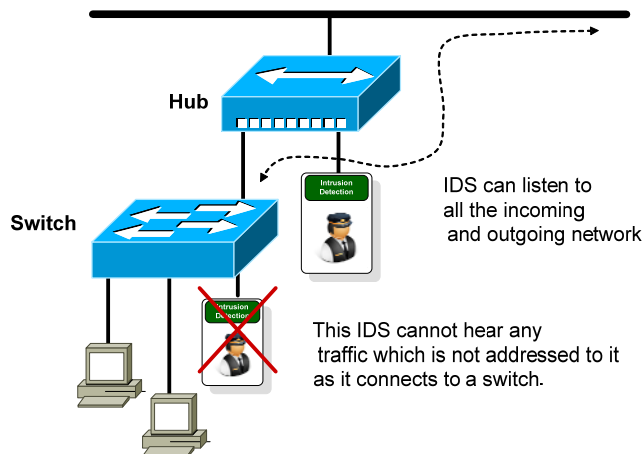 Hub
Intrusion
Detection
IDS can listen to
all the incoming
and outgoing network
Switch
Intrusion
Detection
This IDS cannot hear any
traffic which is not addressed to it
as it connects to a switch.